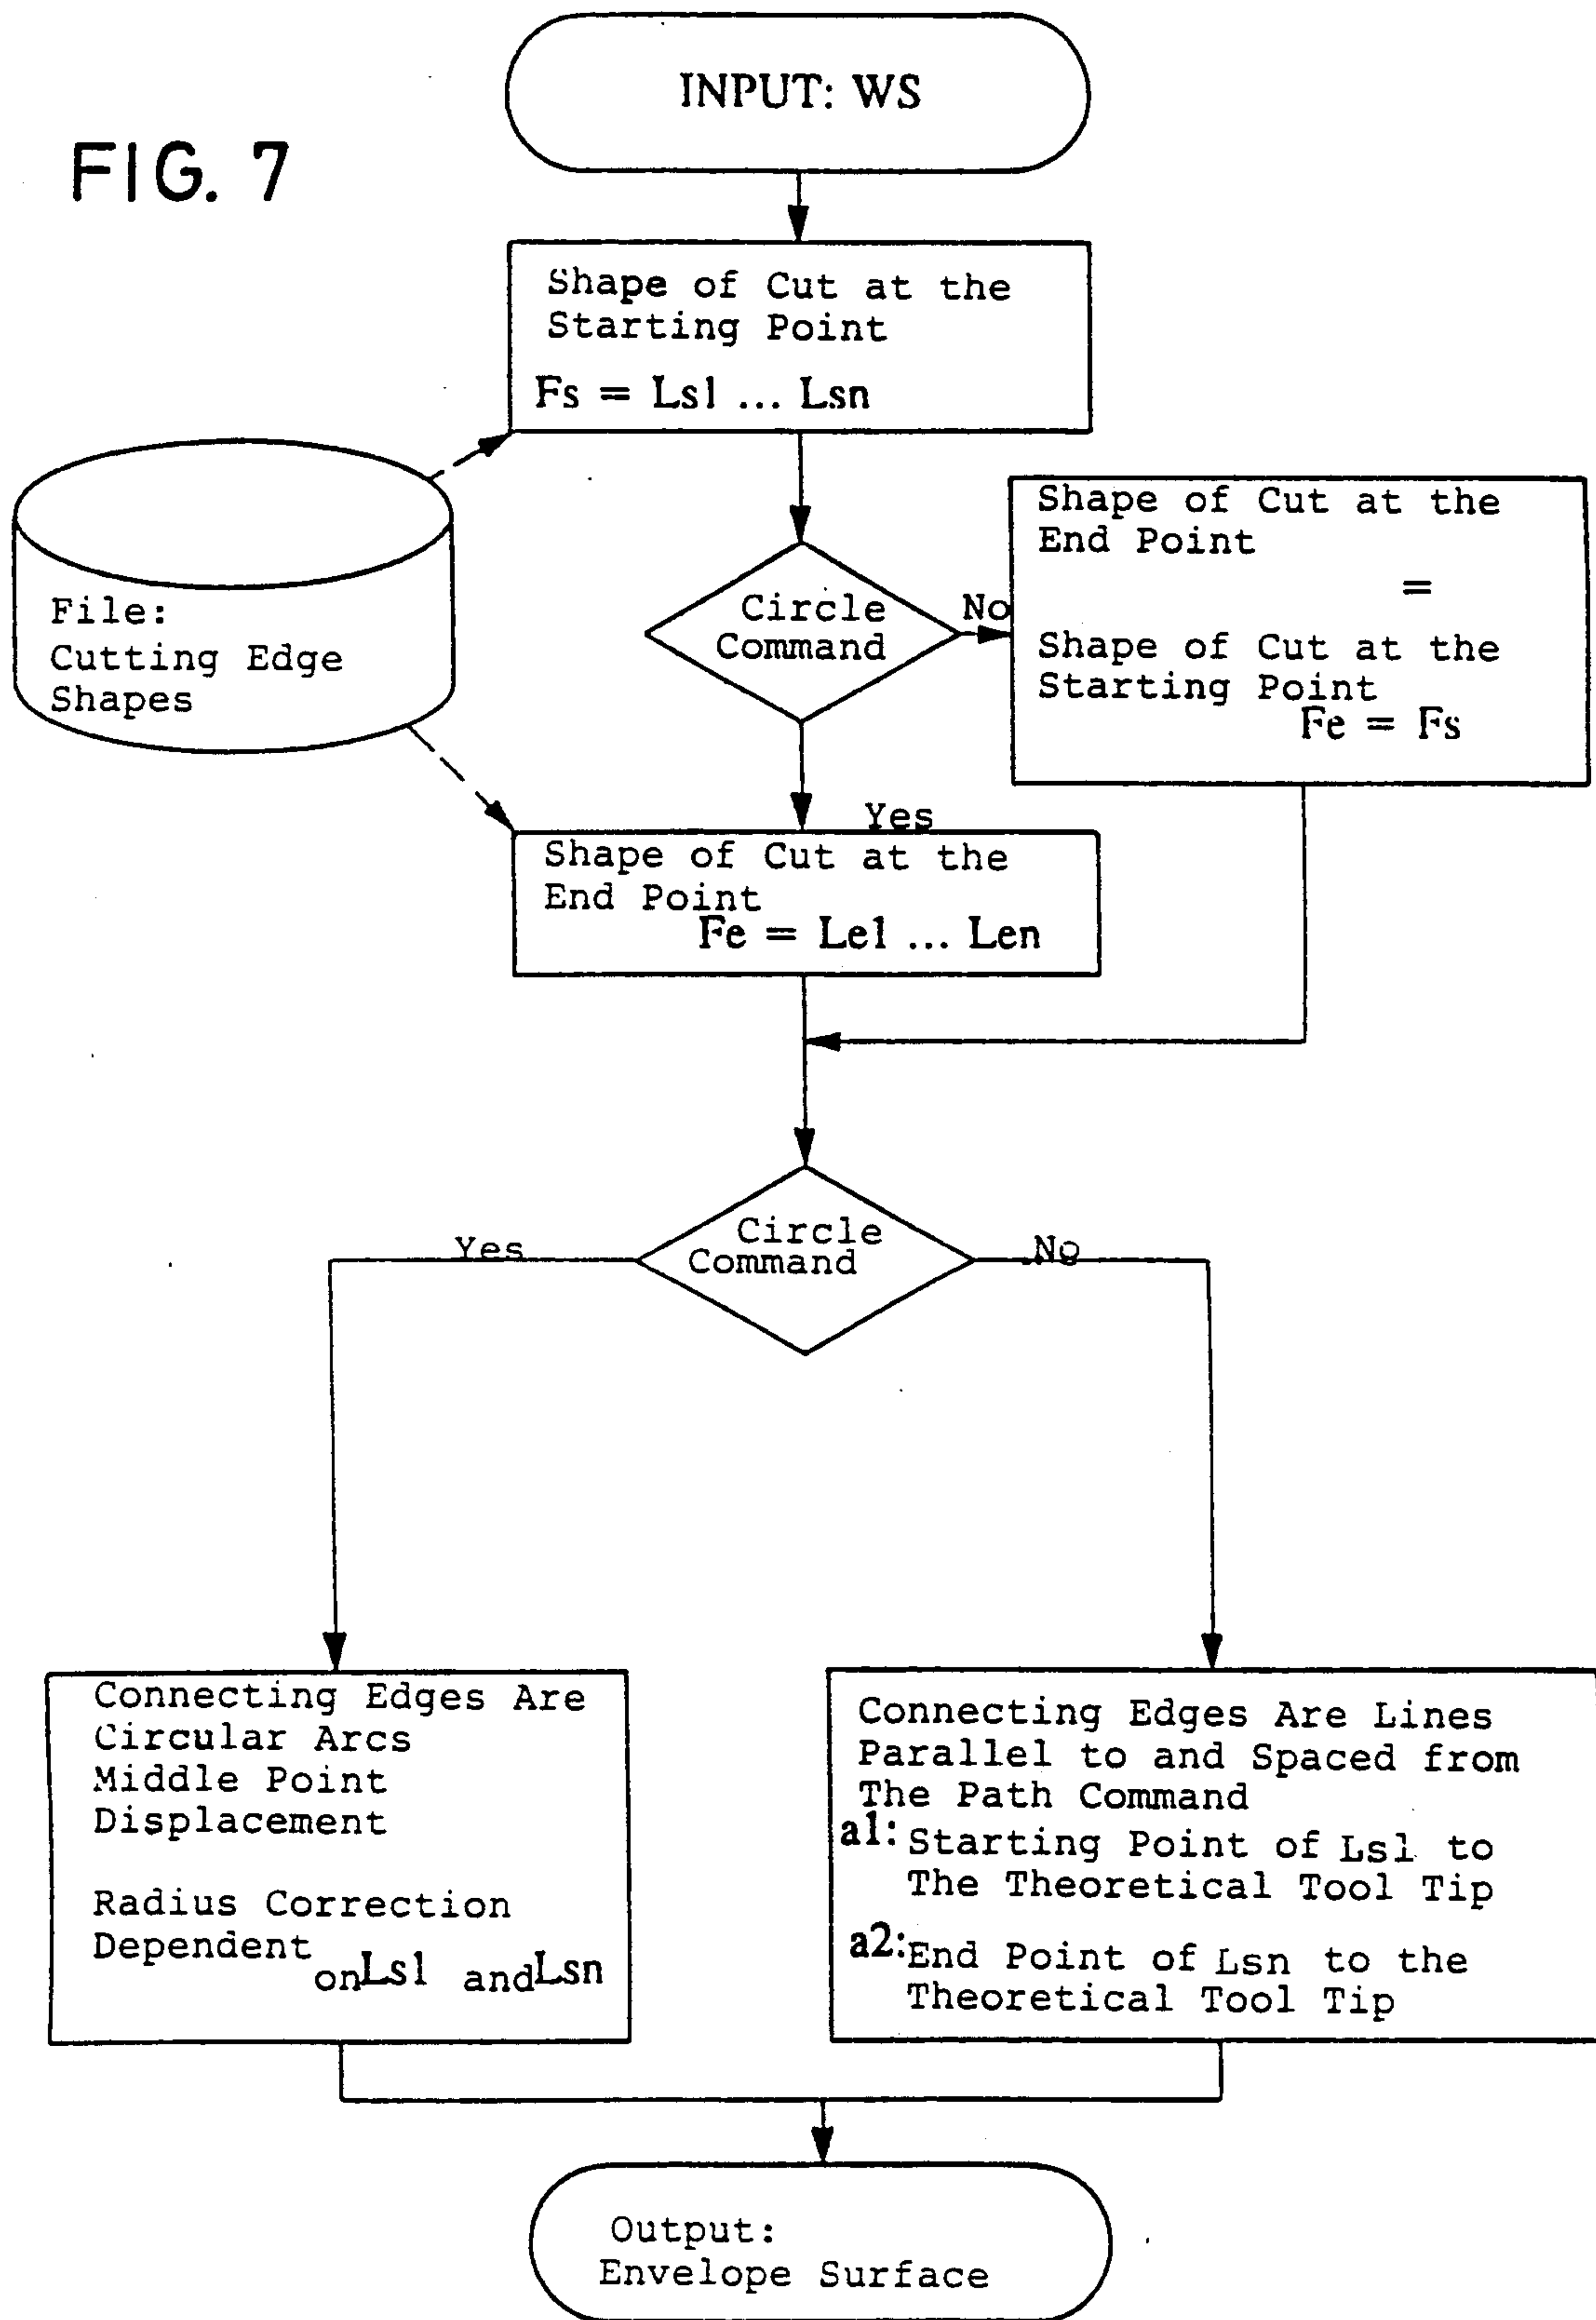 INPUT: WS
FIG. 7
Shape of Cut at the
Starting Point
Fs = Ls1 ... Lsn
Shape of Cut at the
End Point
=
Shape of Cut at the
Starting Point
Fe = Fs
File:
Cutting Edge
Shapes
Circle
Command
No
Yes
Shape of Cut at the
End Point
Fe = Le1 ... Len
Circle
Command
Yes
No
Connecting Edges Are
Circular Arcs
Middle Point
Displacement
Radius Correction
Dependent
on Ls1 and Lsn
Connecting Edges Are Lines
Parallel to and Spaced from
The Path Command
a1: Starting Point of Ls1 to
The Theoretical Tool Tip
a2: End Point of Lsn to the
Theoretical Tool Tip
Output:
Envelope Surface